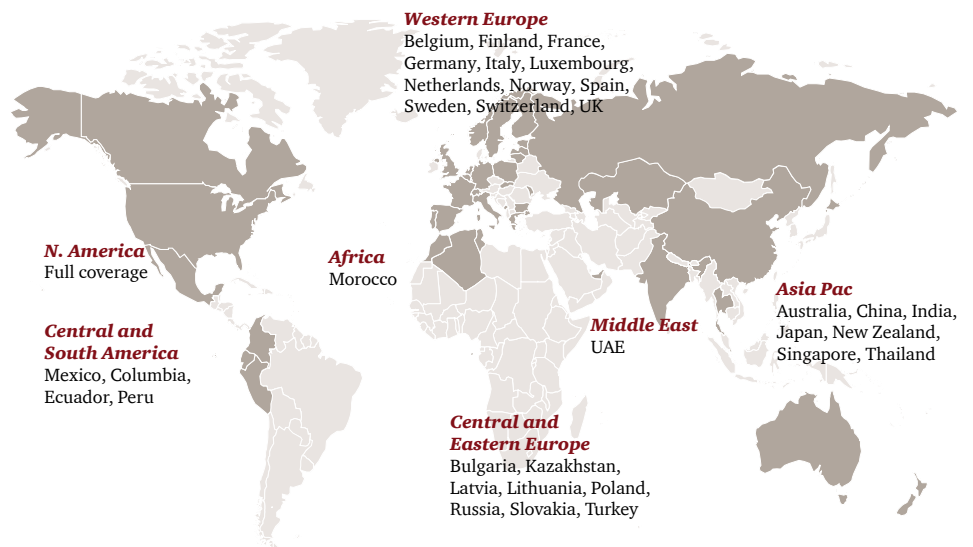 Western Europe
Belgium, Finland, France,
Germany, Italy, Luxembourg,
Netherlands, Norway, Spain,
Sweden, Switzerland, UK
N. America
Full coverage
Africa
Morocco
Asia Pac
Australia, China, India,
Japan, New Zealand,
Singapore, Thailand
Middle East
UAE
Central and
South America
Mexico, Columbia,
Ecuador, Peru
Central and
Eastern Europe
Bulgaria, Kazakhstan,
Latvia, Lithuania, Poland,
Russia, Slovakia, Turkey